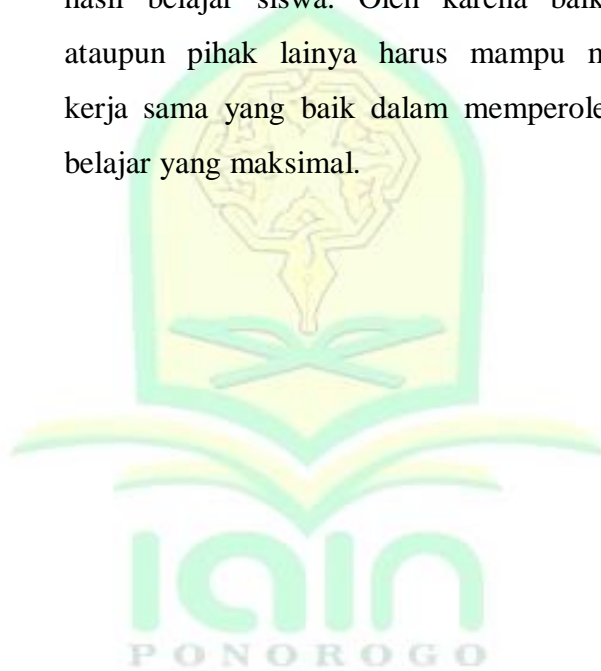 hasil belajar siswa. Oleh karena baik
ataupun pihak lainya harus mampu
kerja sama yang baik dalam
belajar yang maksimal.
iain
PONOROGO